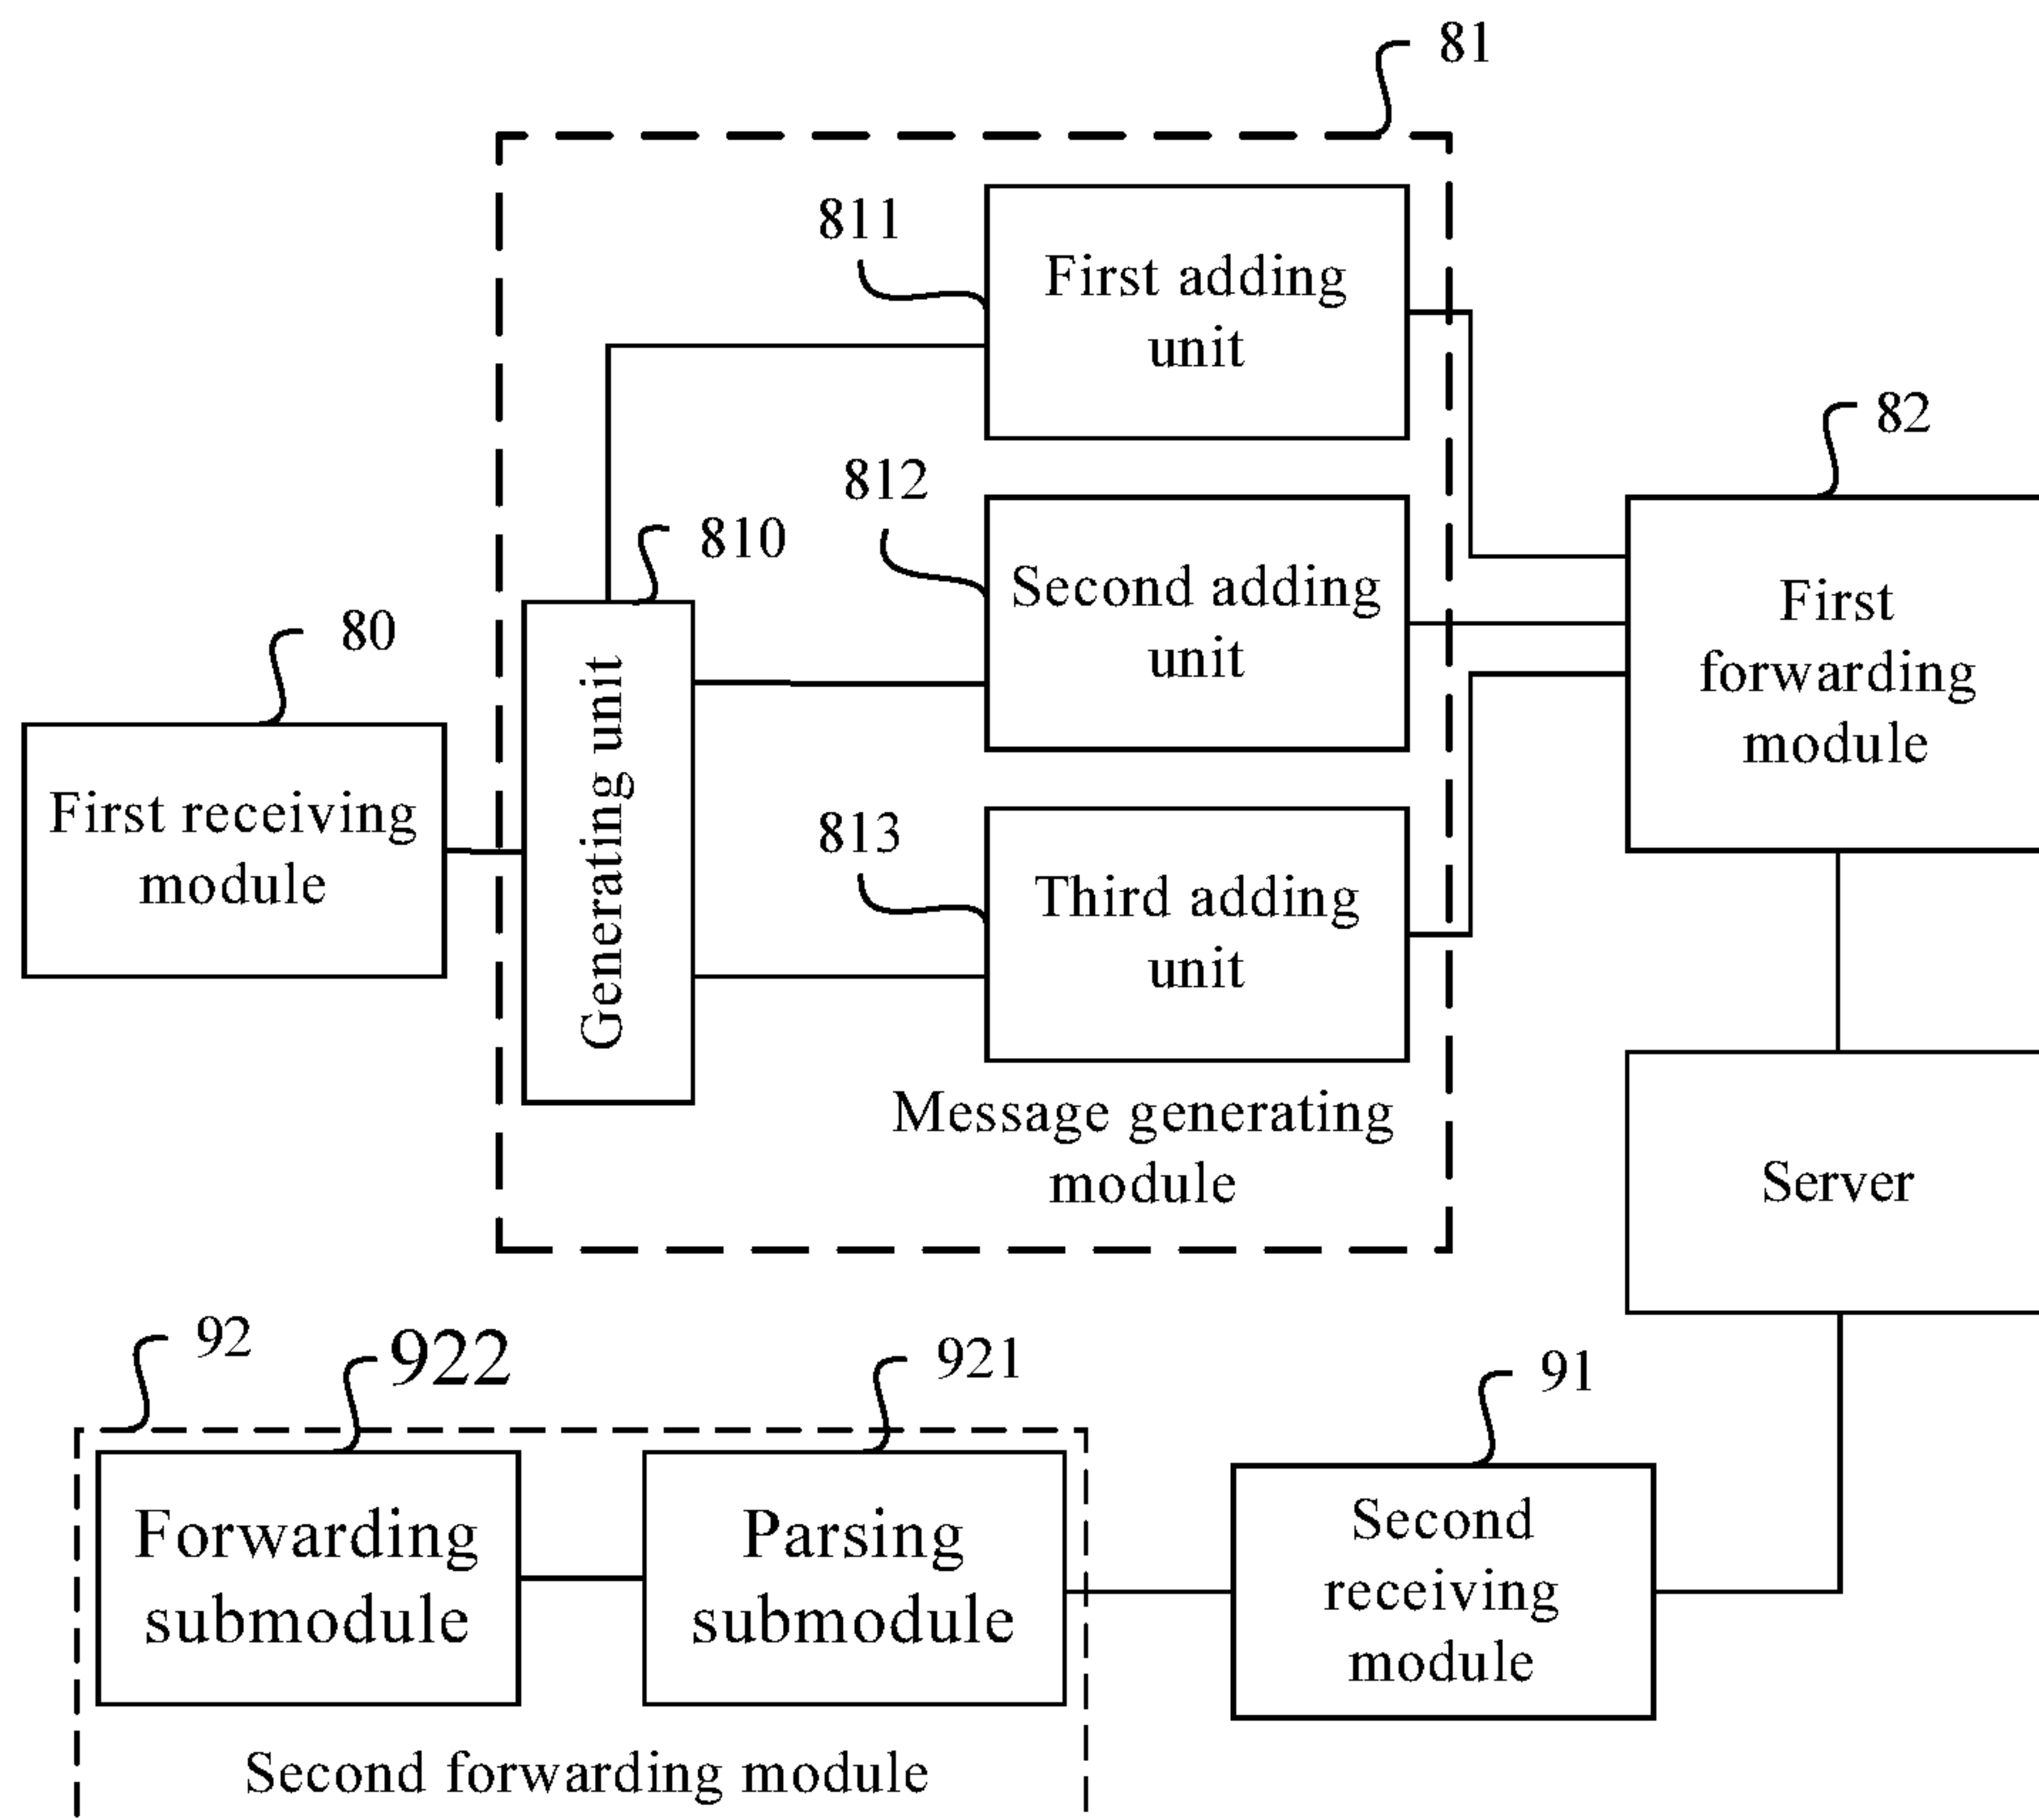 81
811
First adding
unit
82
812
810
Second adding
unit
First
forwarding
module
80
Generating unit
First receiving
module
813
Third adding
unit
Message generating
module
Server
92
922
921
91
Forwarding
submodule
Parsing
submodule
Second
receiving
module
Second forwarding module